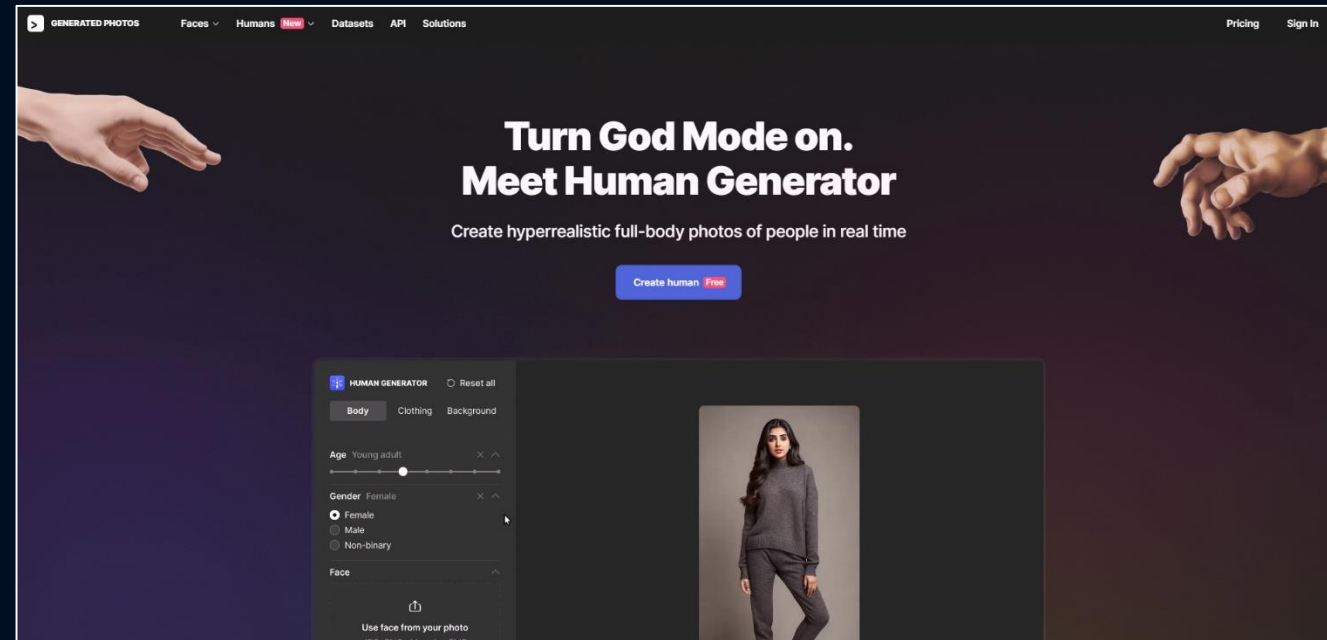 GENERATED PHOTOS
Faces
Humans New
Datasets
API
Solutions
Pricing
Sign In
Turn God Mode on.
Meet Human Generator
Create hyperrealistic full-body photos of people in real time
Create human Free
HUMAN GENERATOR
Reset all
Body
Clothing
Background
Age Young adult
Gender Female
Female
Male
Non-binary
Face
Use face from your photo